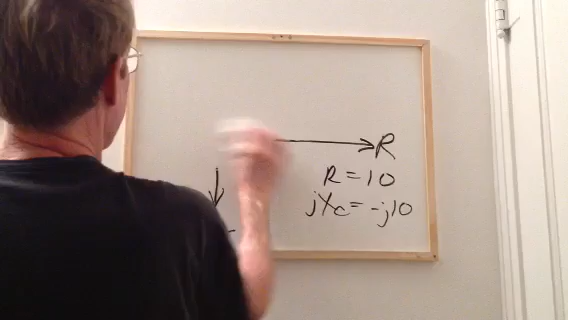 R
R = 10
jXc = -j10